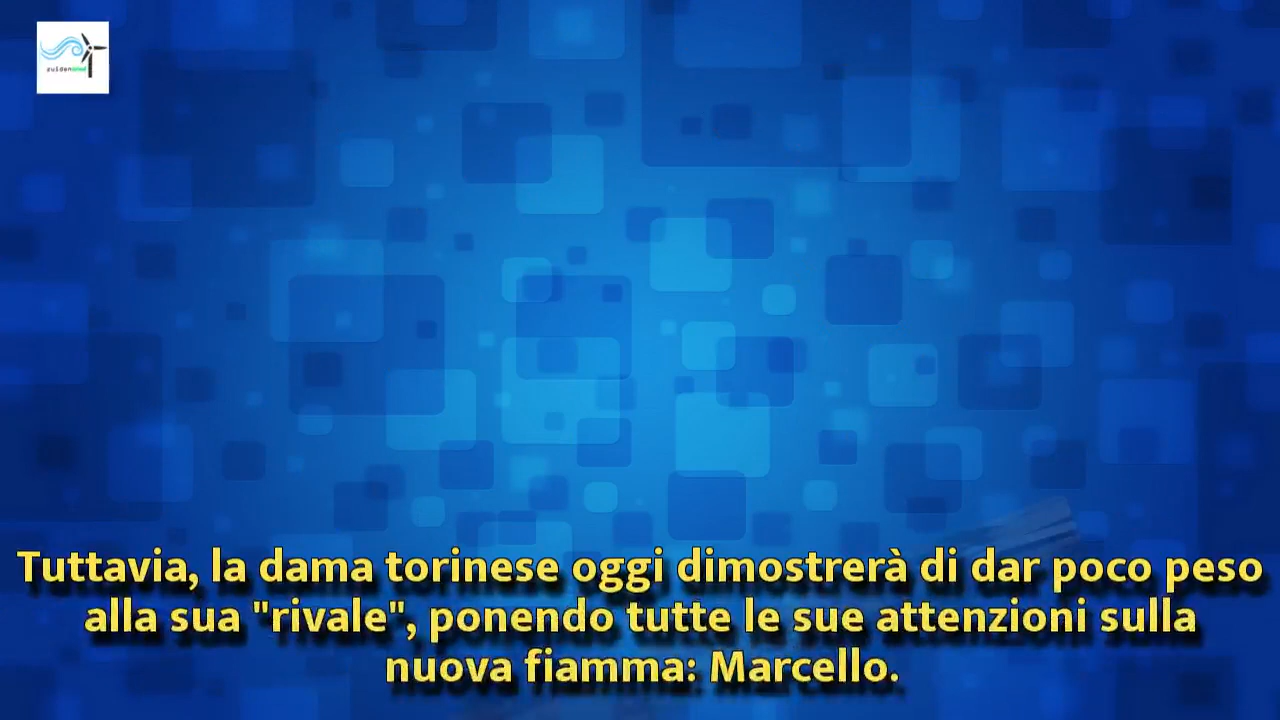 zuidenwind
Tuttavia, la dama torinese oggi dimostrerà di dar poco peso
alla sua "rivale", ponendo tutte le sue attenzioni sulla
nuova fiamma: Marcello.